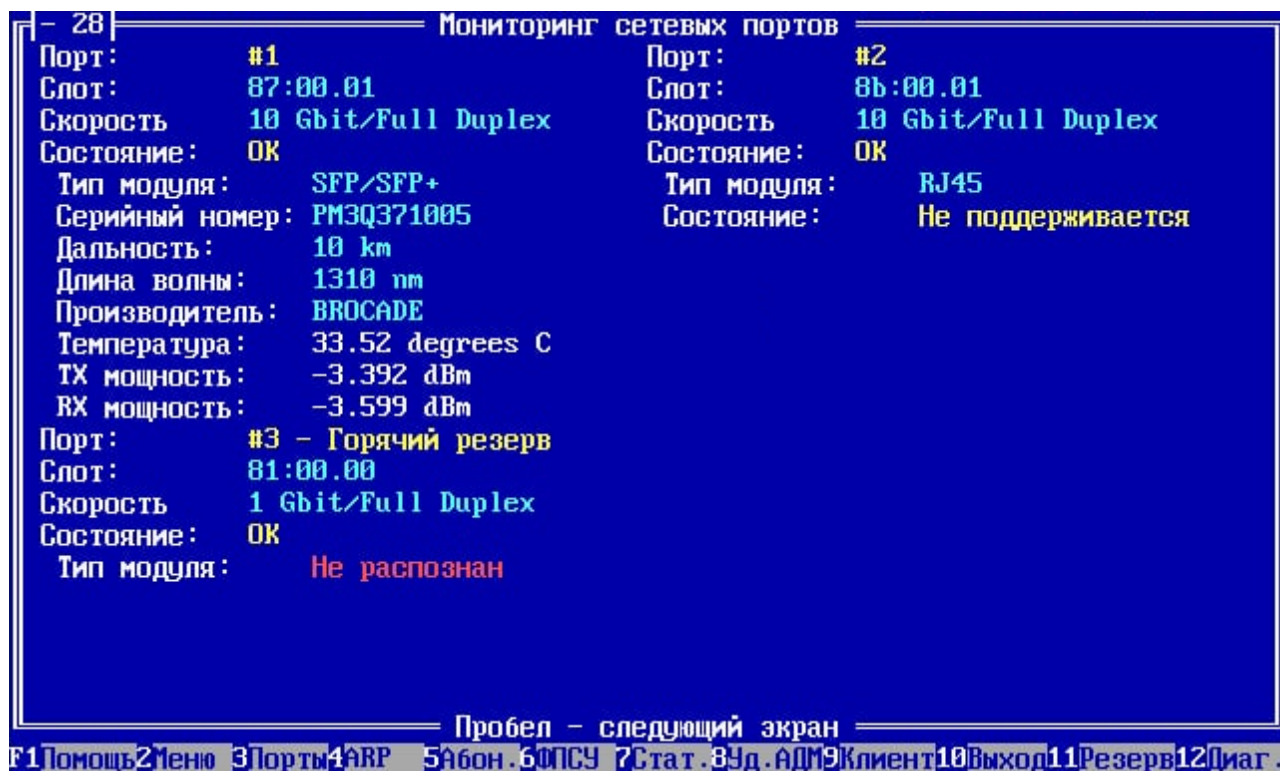 - 28
Мониторинг сетевых портов
Порт: #1
Слот: 87:00.01
Скорость 10 Gbit/Full Duplex
Состояние: OK
Тип модуля: SFP/SFP+
Серийный номер: PM3Q371005
Дальность: 10 km
Длина волны: 1310 nm
Производитель: BROCADE
Температура: 33.52 degrees C
TX мощность: -3.392 dBm
RX мощность: -3.599 dBm
Порт: #2
Слот: 8b:00.01
Скорость 10 Gbit/Full Duplex
Состояние: OK
Тип модуля: RJ45
Состояние: Не поддерживается
Порт: #3 - Горячий резерв
Слот: 81:00.00
Скорость 1 Gbit/Full Duplex
Состояние: OK
Тип модуля: Не распознан
Пробел - следующий экран
F1Помощь2Меню 3Порты4ARP 5Абон.6ФПСУ 7Стат.8Уд.АДМ9Клиент10Выход11Резерв12Диаг.